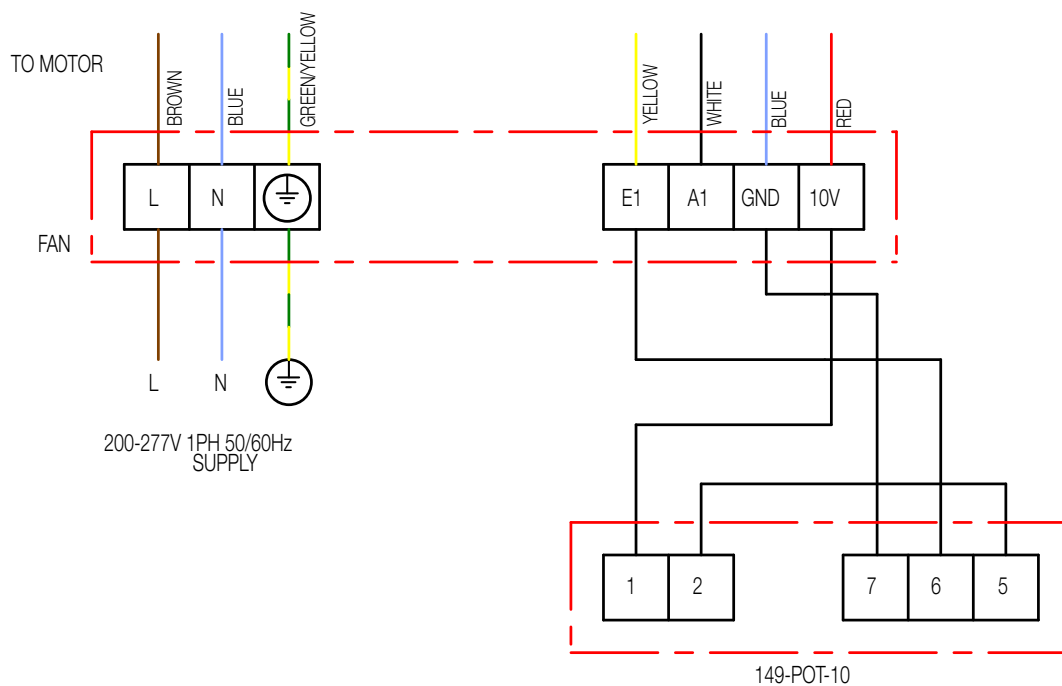 TO MOTOR
BROWN
BLUE
GREEN/YELLOW
YELLOW
WHITE
BLUE
RED
L
N
E1
A1
GND
10V
FAN
L
N
200-277V 1PH 50/60Hz
SUPPLY
1
2
7
6
5
149-POT-10